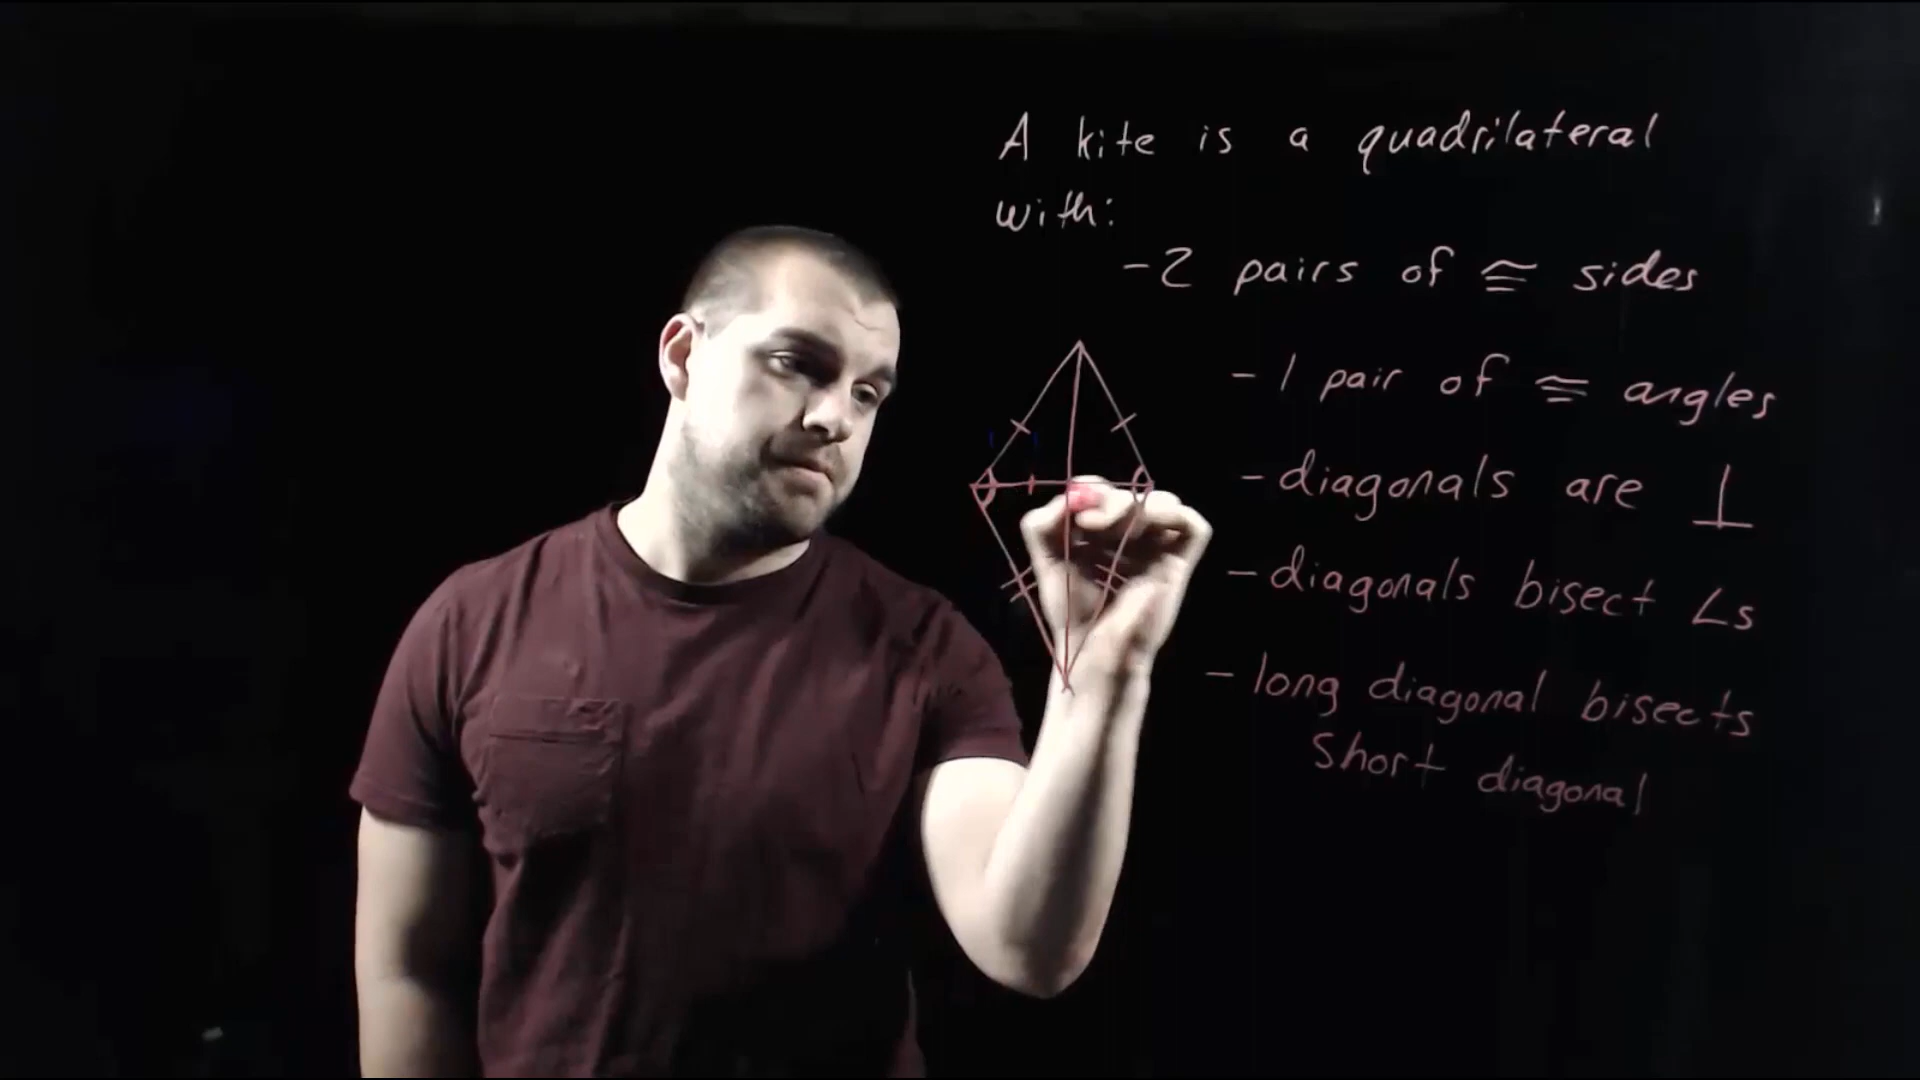 A kite is a quadrilateral
with:
-2 pairs of ≅ sides
-1 pair of ≅ angles
-diagonals are ⊥
-diagonals bisect ∠s
-long diagonal bisects
short diagonal